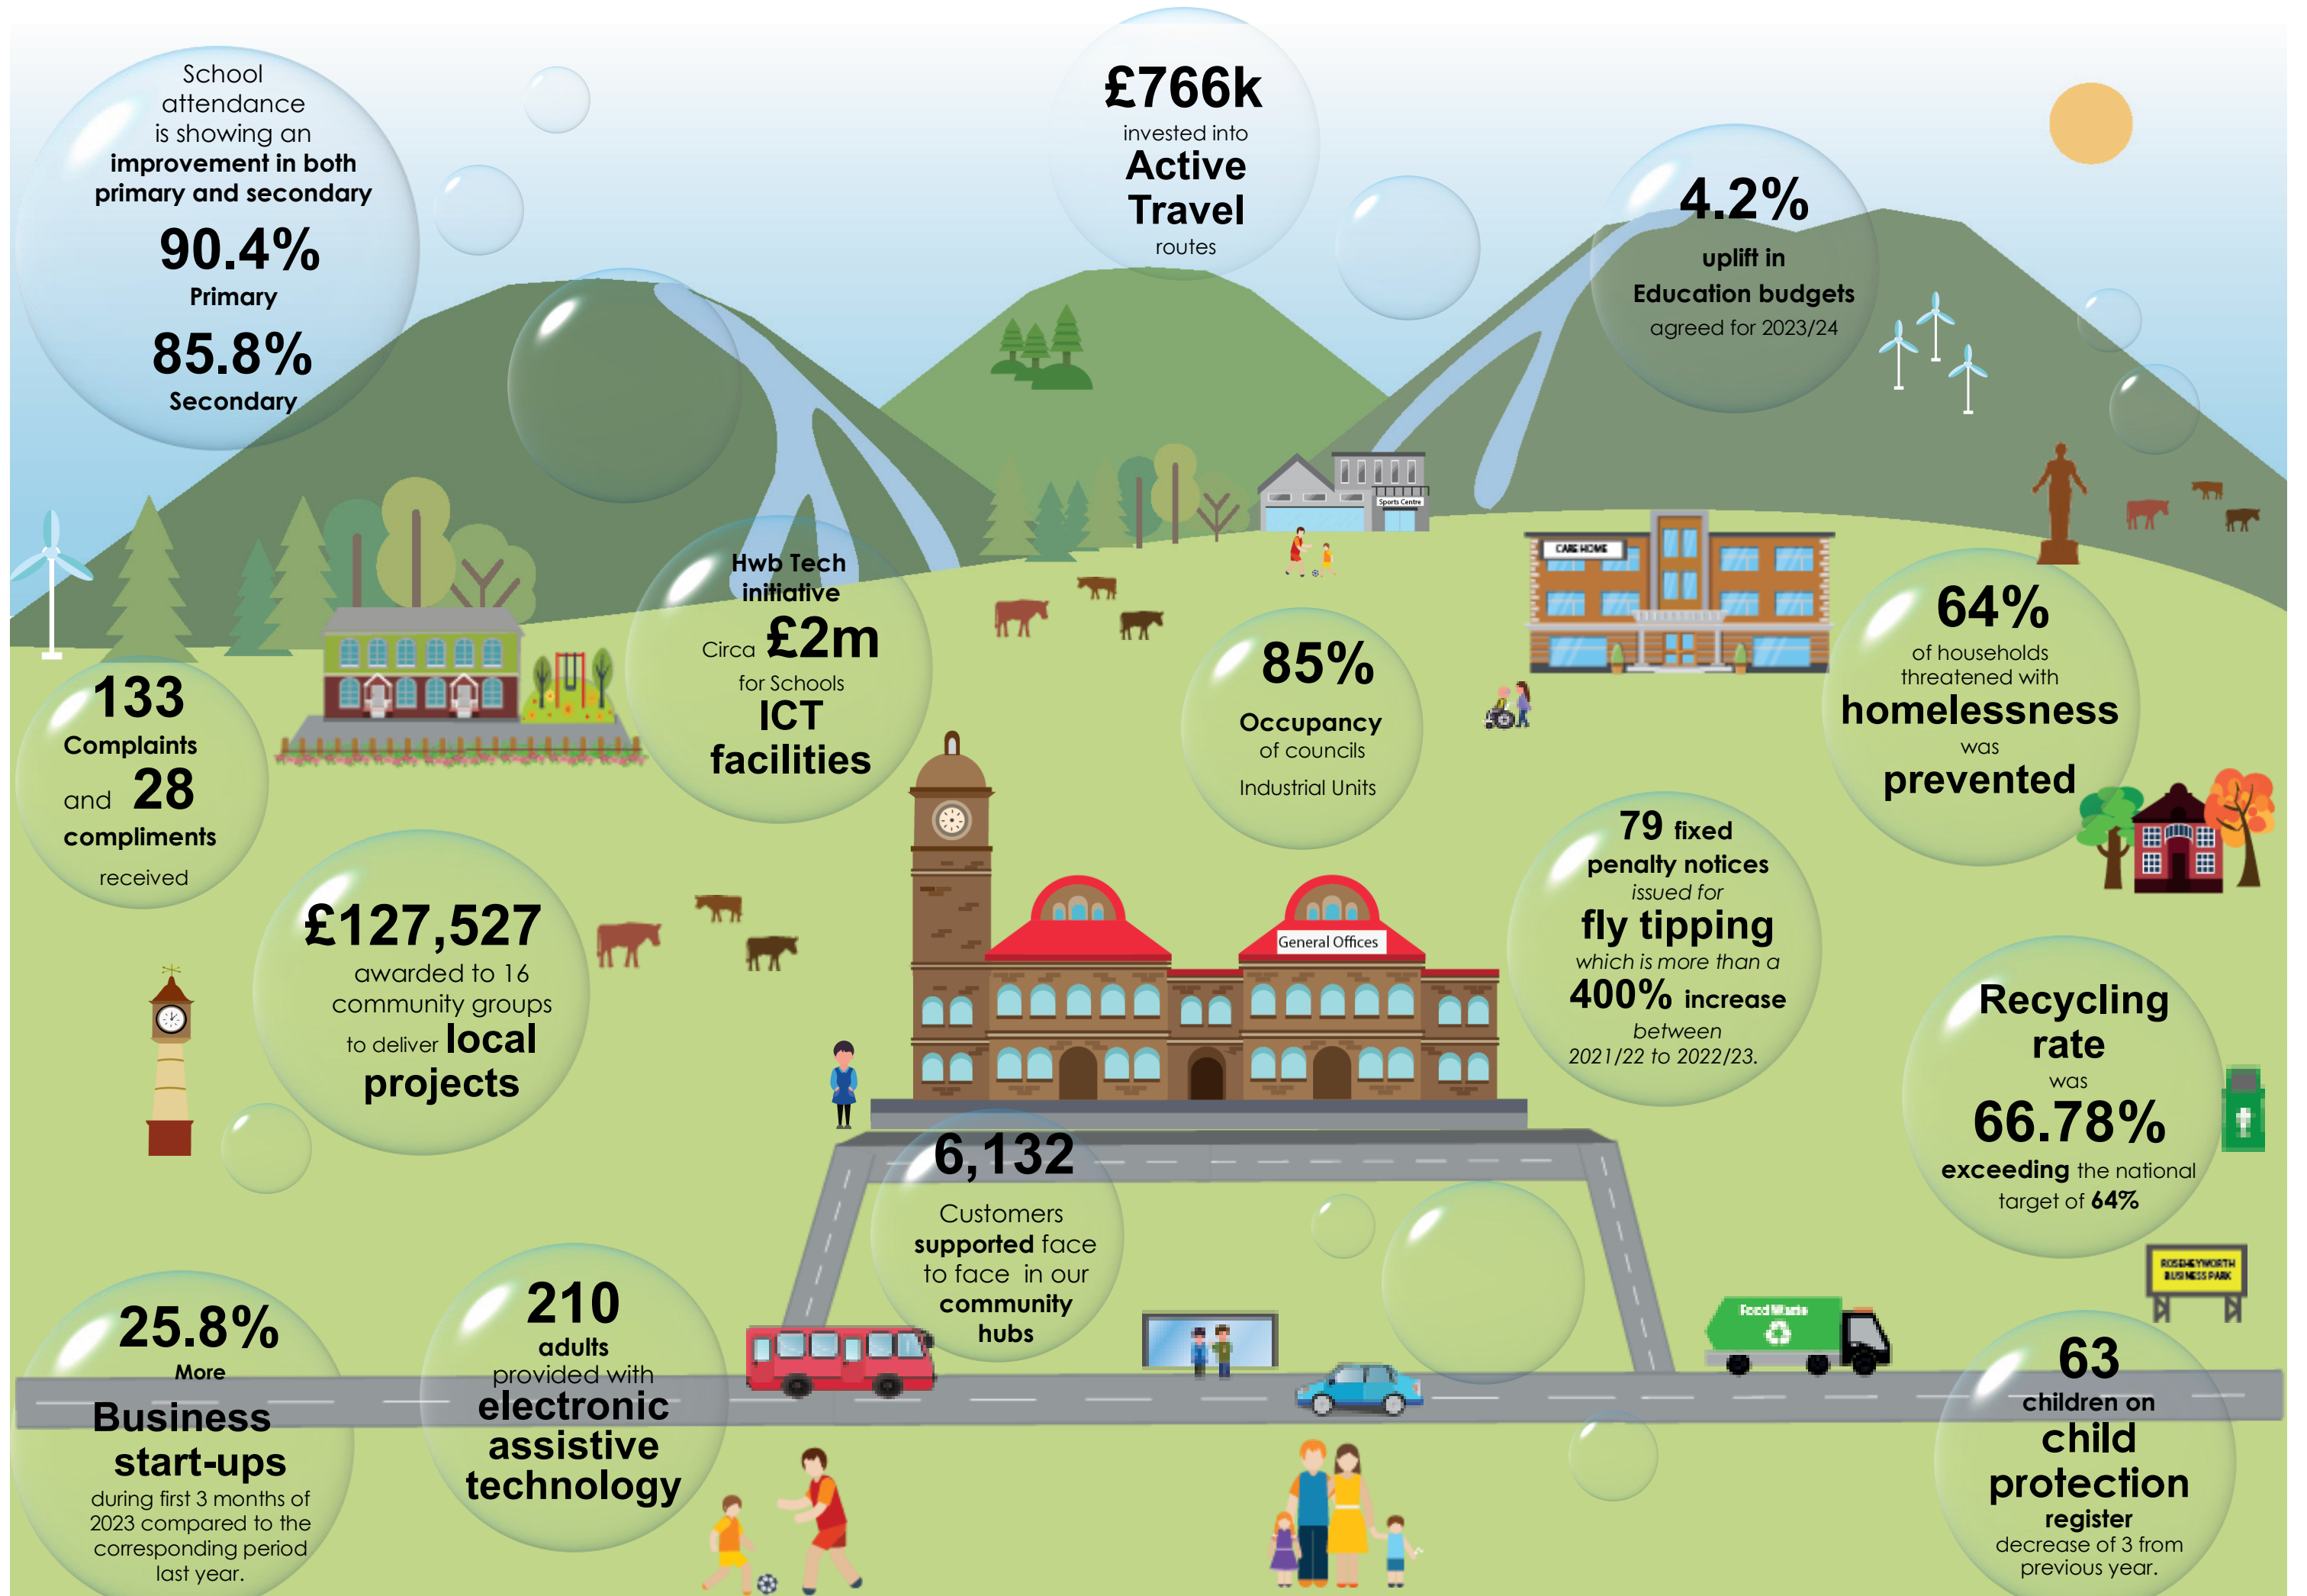 School
attendance
is showing an
improvement in both
primary and secondary
90.4%
Primary
85.8%
Secondary
£766k
invested into
Active
Travel
routes
4.2%
uplift in
Education budgets
agreed for 2023/24
Sports Centre
CARE HOME
Hwb Tech
initiative
Circa £2m
for Schools
ICT
facilities
85%
Occupancy
of councils
Industrial Units
64%
of households
threatened with
homelessness
was
prevented
133
Complaints
and 28
compliments
received
£127,527
awarded to 16
community groups
to deliver local
projects
General Offices
79 fixed
penalty notices
issued for
fly tipping
which is more than a
400% increase
between
2021/22 to 2022/23.
Recycling
rate
was
66.78%
exceeding the national
target of 64%
6,132
Customers
supported face
to face in our
community
hubs
25.8%
More
Business
start-ups
during first 3 months of
2023 compared to the
corresponding period
last year.
210
adults
provided with
electronic
assistive
technology
Food Waste
ROSEHEYWORTH
BUSINESS PARK
63
children on
child
protection
register
decrease of 3 from
previous year.